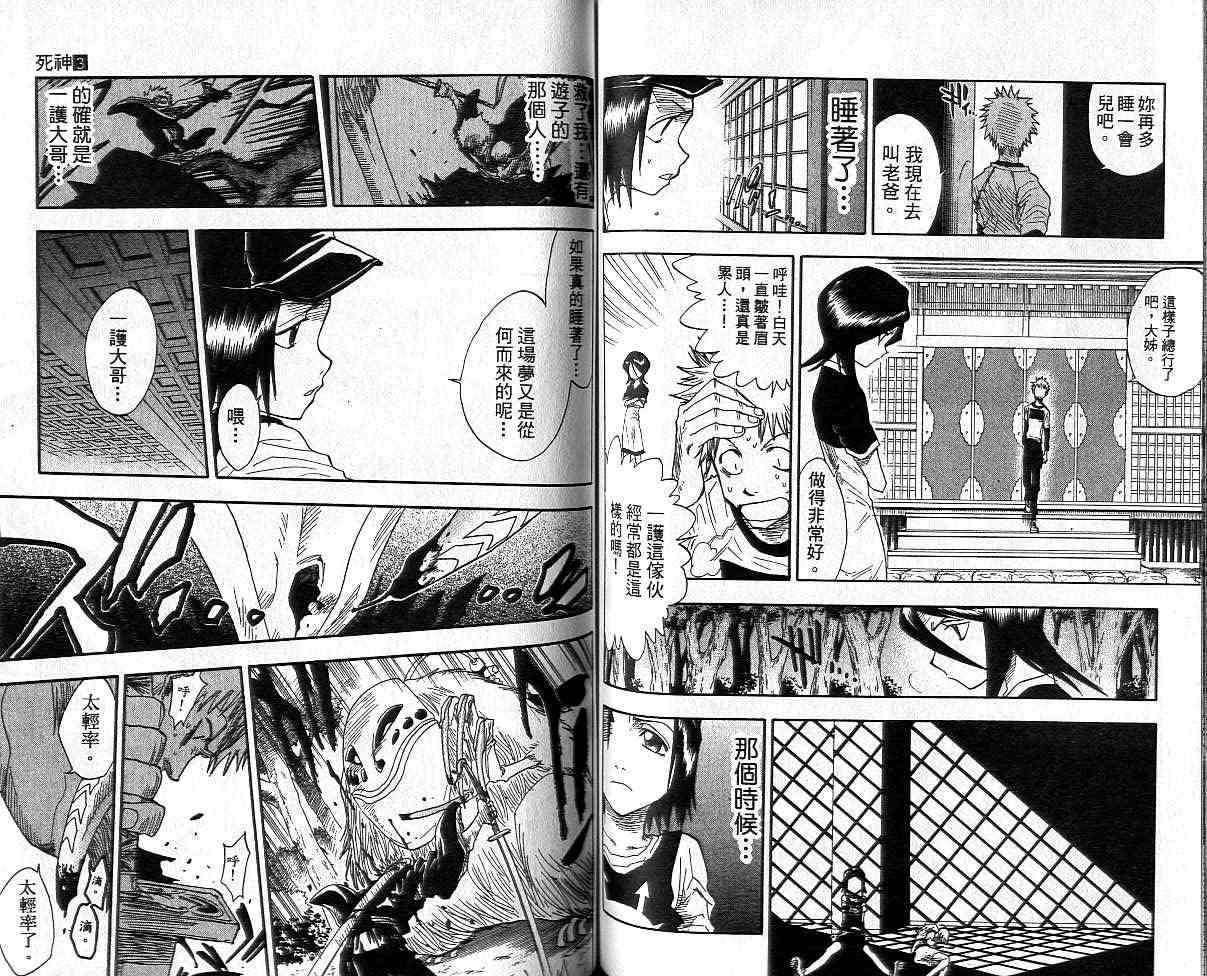 死神3
妳再多
睡一會
兒吧。
我現在去
叫老爸。
睡著了…
這樣子總行了
吧，大姊。
做得非常好。
呼哇！白天
一直皺著眉
頭，還真是
累人…！
一護這傢伙
經常都是這
樣的嗎！
那個時候…
救了我…還有
遊子的
那個人……
的確就是
一護大哥…
如果真的睡著了…
這場夢又是從
何而來的呢…
喂…
一護大哥…
呼！
太輕率。
呼！
滴。
滴。
太輕率了。